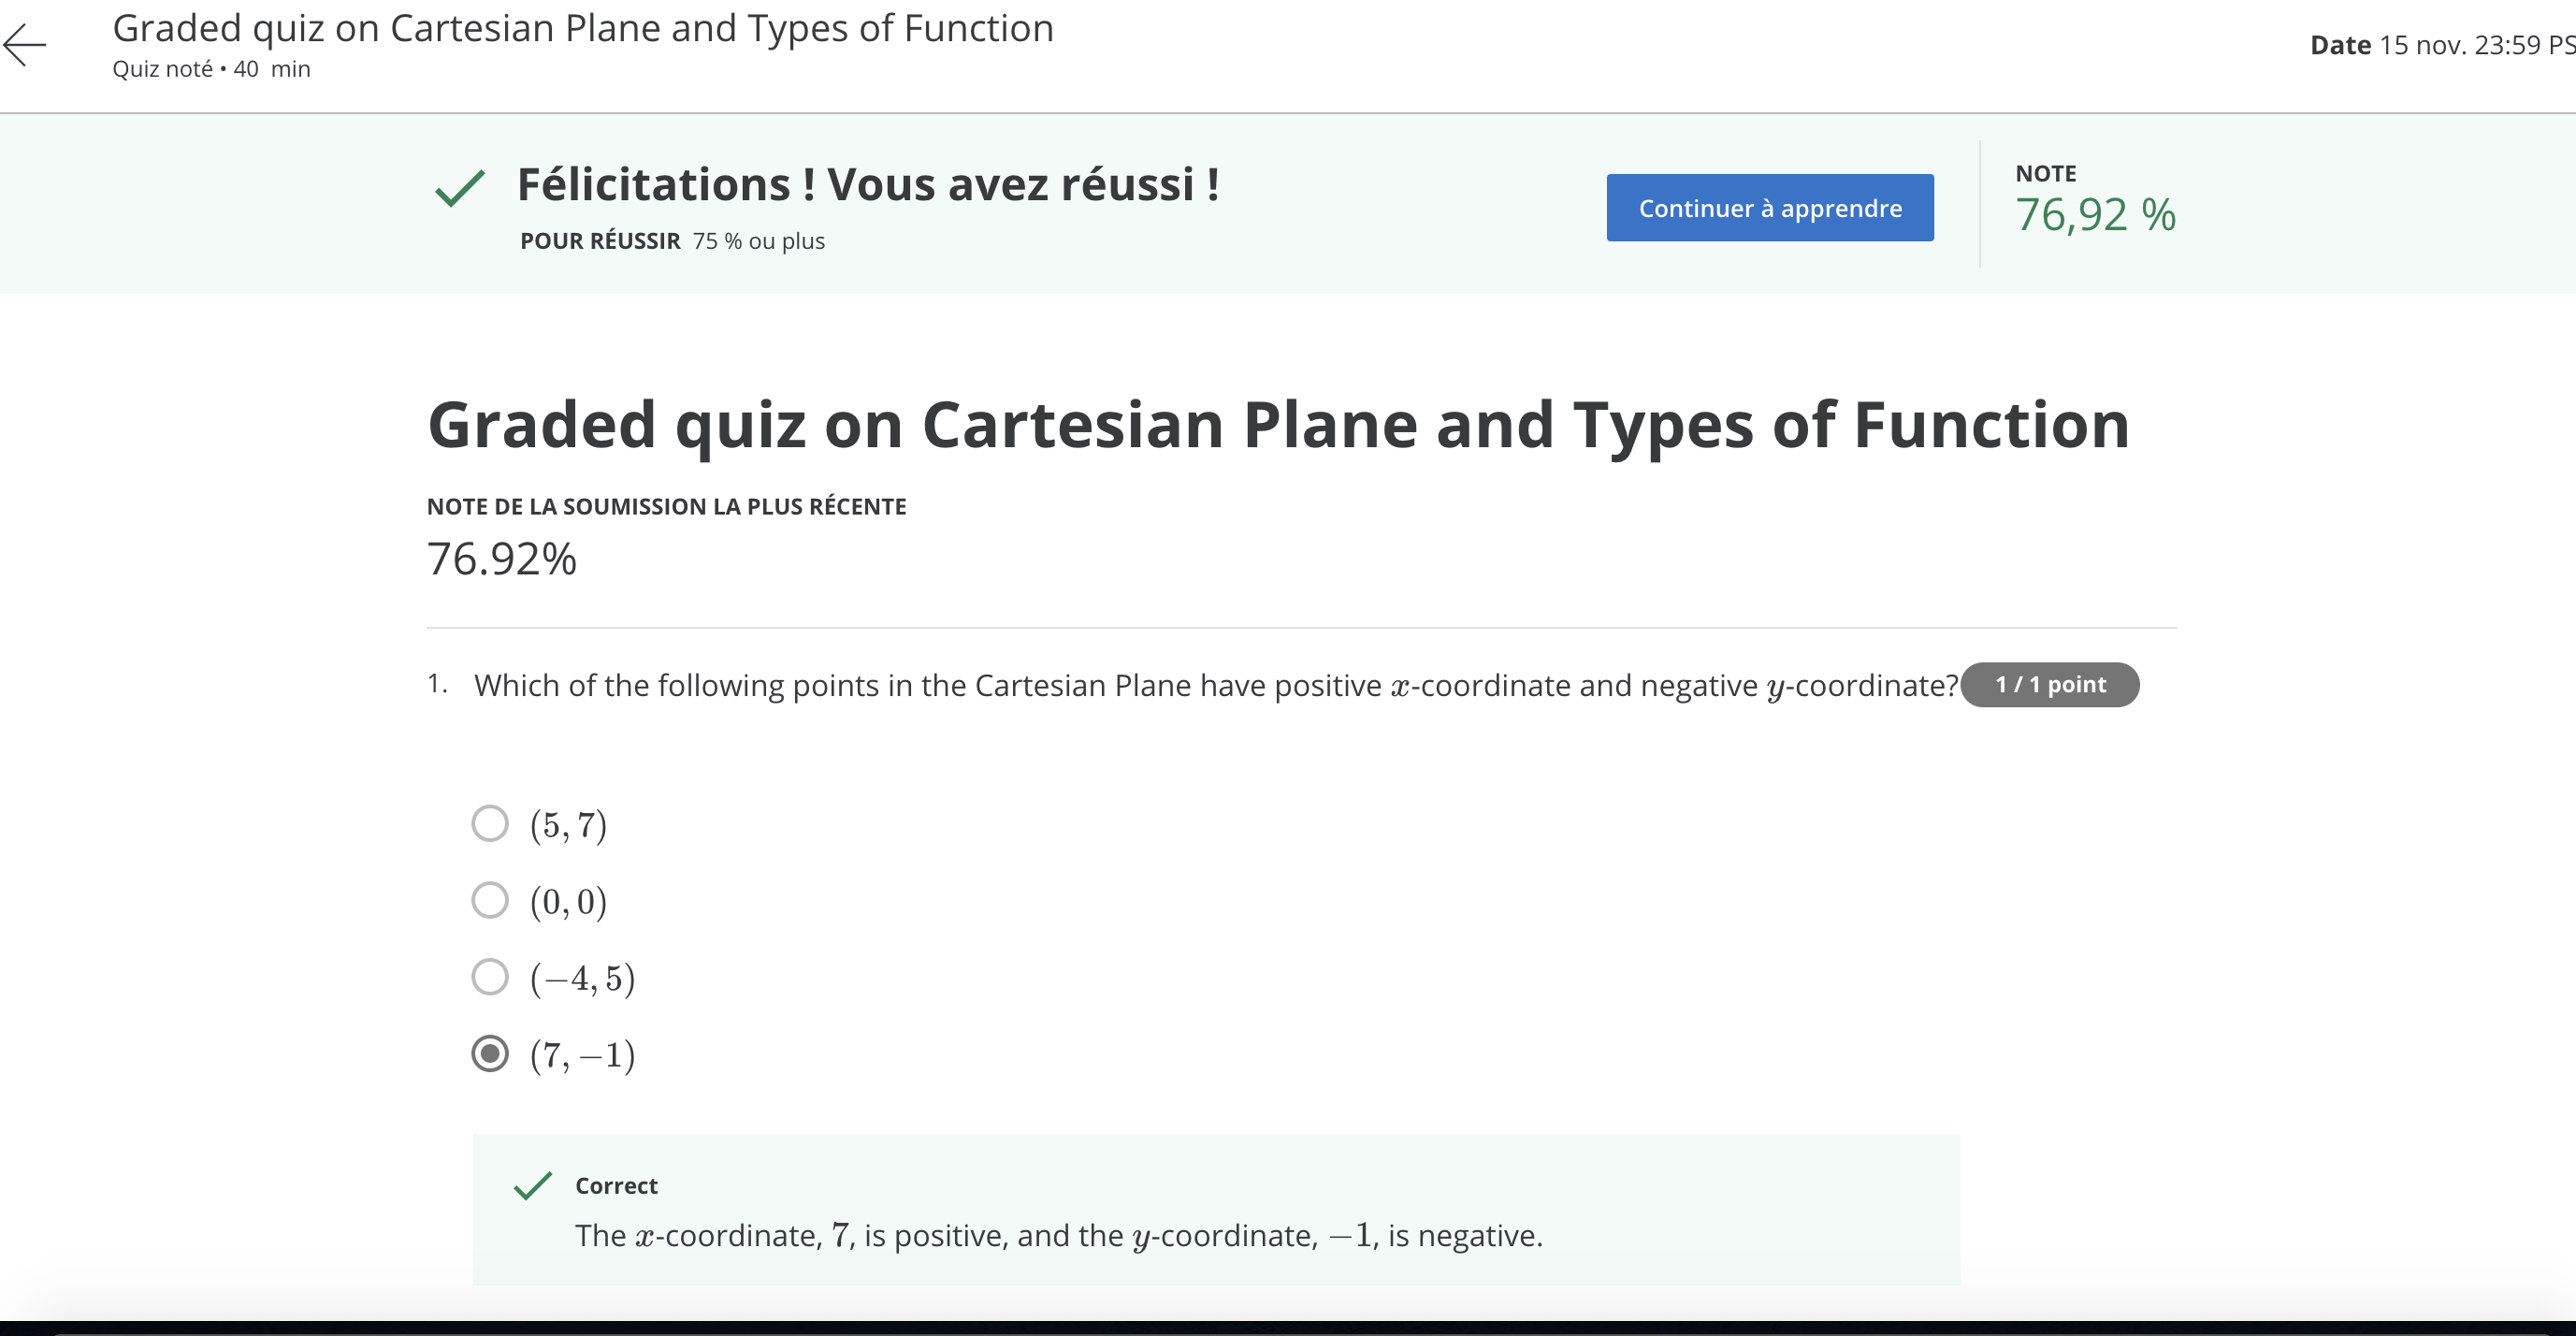 Graded quiz on Cartesian Plane and Types of Function
Quiz noté • 40 min
Date 15 nov. 23:59
Félicitations ! Vous avez réussi !
POUR RÉUSSIR 75 % ou plus
Continuer à apprendre
NOTE
76,92 %
Graded quiz on Cartesian Plane and Types of Function
NOTE DE LA SOUMISSION LA PLUS RÉCENTE
76.92%
1. Which of the following points in the Cartesian Plane have positive x-coordinate and negative y-coordinate? 1 / 1 point
(5, 7)
(0, 0)
(−4, 5)
(7, −1)
Correct
The x-coordinate, 7, is positive, and the y-coordinate, −1, is negative.